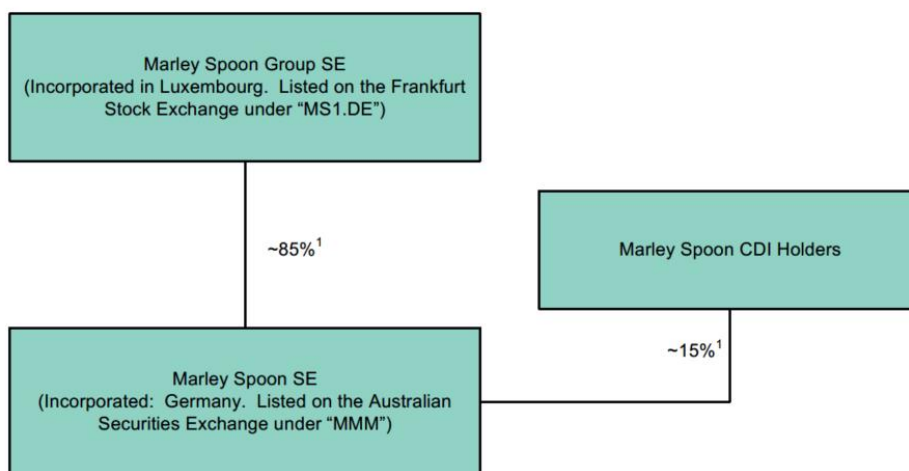 Marley Spoon Group SE
(Incorporated in Luxembourg.  Listed on the Frankfurt
Stock Exchange under “MS1.DE”)
~85%¹
Marley Spoon CDI Holders
~15%¹
Marley Spoon SE
(Incorporated:  Germany.  Listed on the Australian
Securities Exchange under “MMM”)